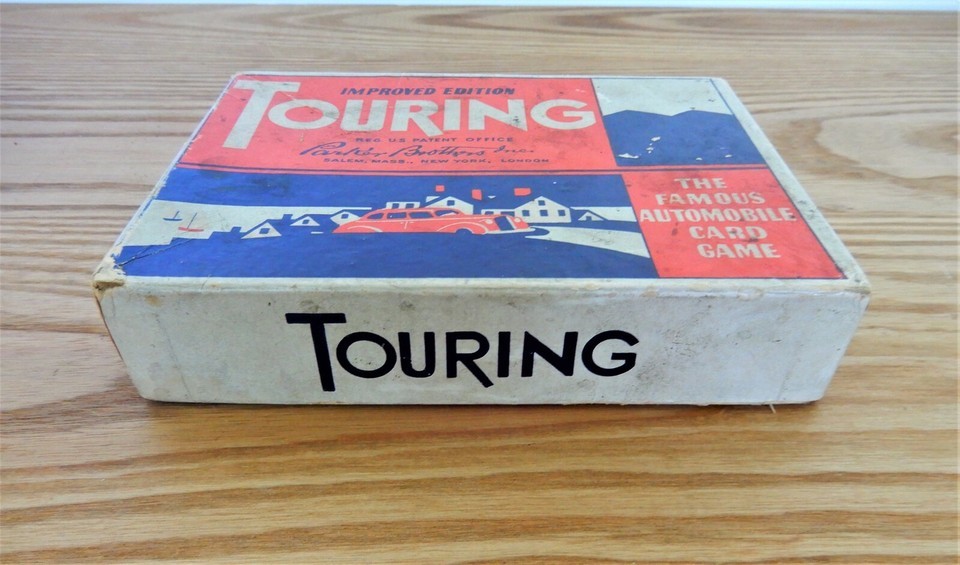 IMPROVED EDITION
TOURING
REG. U.S. PATENT OFFICE
Parker Brothers Inc.
SALEM, MASS., NEW YORK, LONDON
THE
FAMOUS
AUTOMOBILE
CARD
GAME
TOURING